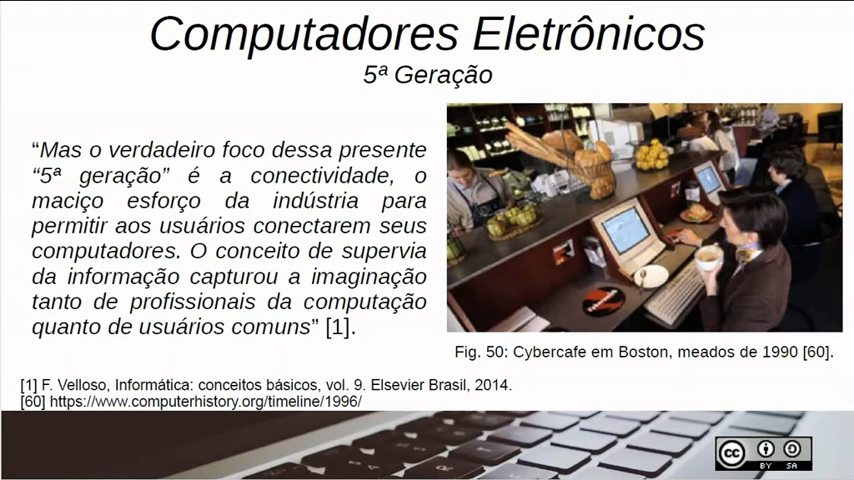 Computadores Eletrônicos
5ª Geração
“Mas o verdadeiro foco dessa presente
“5ª geração” é a conectividade, o
maciço esforço da indústria para
permitir aos usuários conectarem seus
computadores. O conceito de supervia
da informação capturou a imaginação
tanto de profissionais da computação
quanto de usuários comuns” [1].
Fig. 50: Cybercafe em Boston, meados de 1990 [60].
[1] F. Velloso, Informática: conceitos básicos, vol. 9. Elsevier Brasil, 2014.
[60] https://www.computerhistory.org/timeline/1996/
cc
BY SA